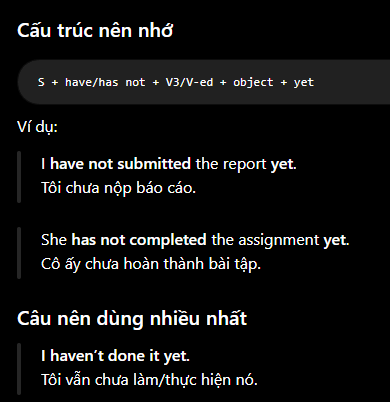 Cấu trúc nên nhớ
S + have/has not + V3/V-ed + object + yet
Ví dụ:
I have not submitted the report yet.
Tôi chưa nộp báo cáo.
She has not completed the assignment yet.
Cô ấy chưa hoàn thành bài tập.
Câu nên dùng nhiều nhất
I haven’t done it yet.
Tôi vẫn chưa làm/thực hiện nó.